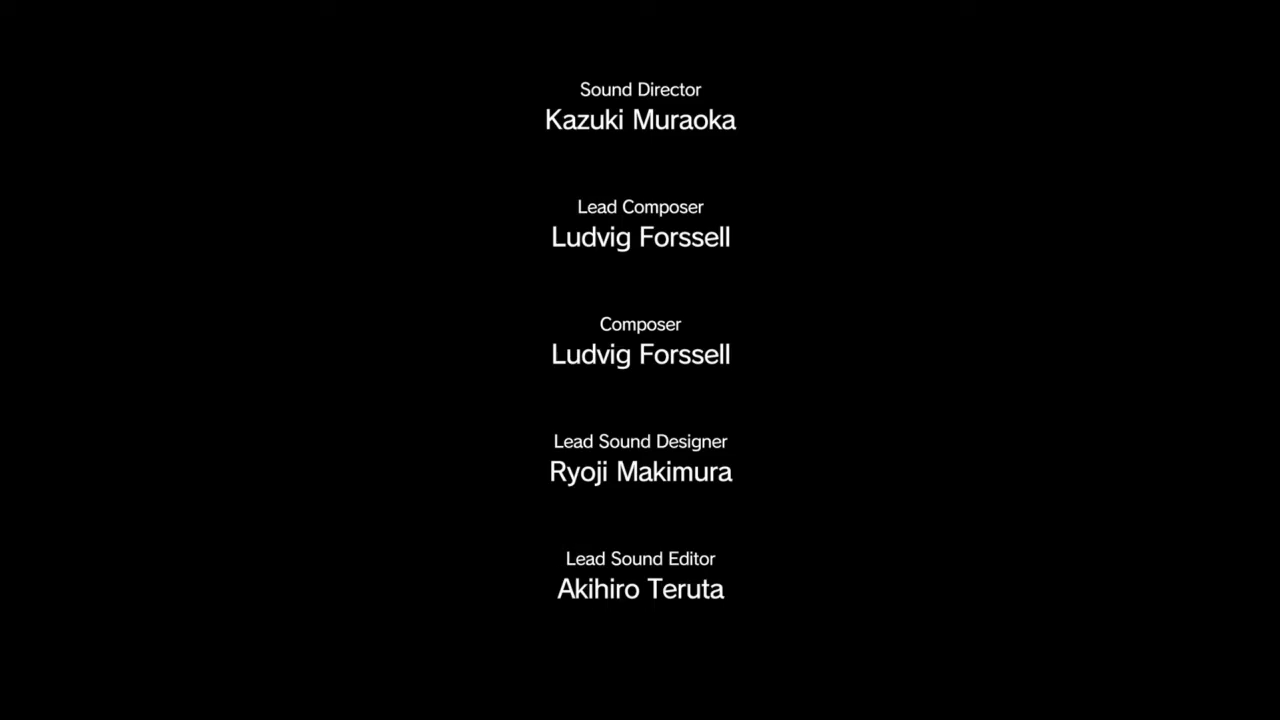 Sound Director
Kazuki Muraoka
Lead Composer
Ludvig Forssell
Composer
Ludvig Forssell
Lead Sound Designer
Ryoji Makimura
Lead Sound Editor
Akihiro Teruta